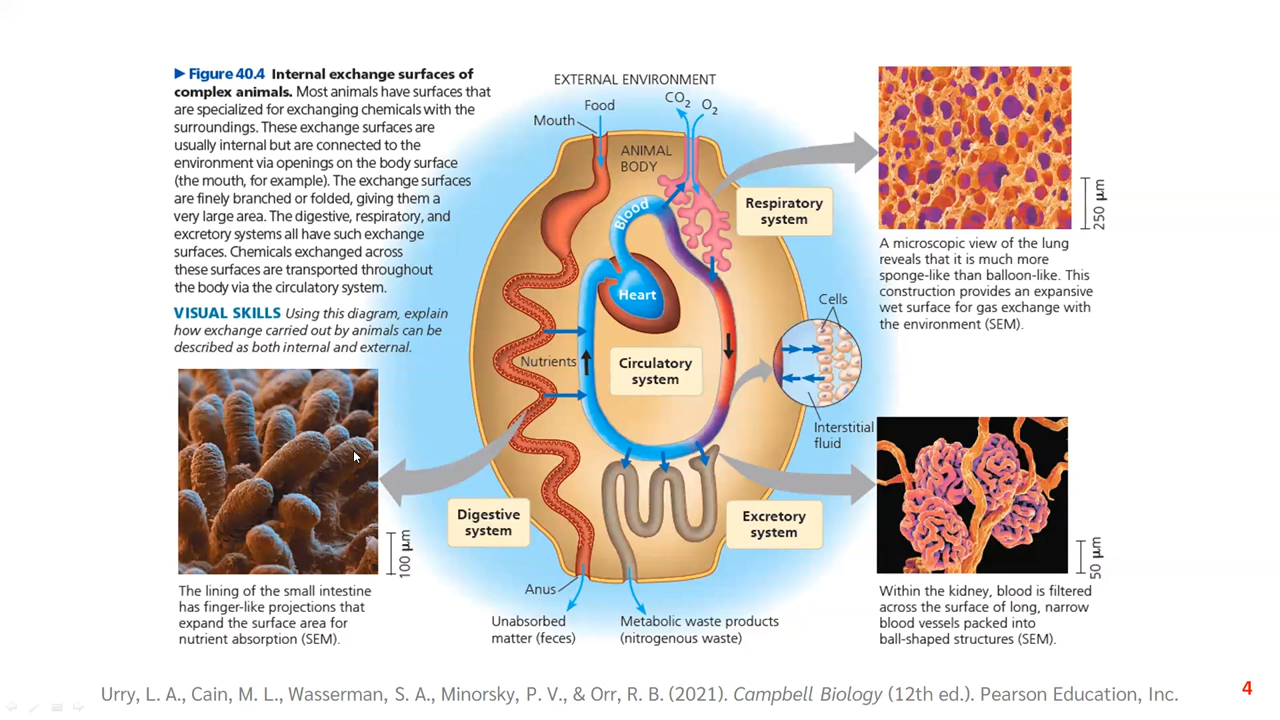 ▶ Figure 40.4 Internal exchange surfaces of
complex animals. Most animals have surfaces that
are specialized for exchanging chemicals with the
surroundings. These exchange surfaces are
usually internal but are connected to the
environment via openings on the body surface
(the mouth, for example). The exchange surfaces
are finely branched or folded, giving them a
very large area. The digestive, respiratory, and
excretory systems all have such exchange
surfaces. Chemicals exchanged across
these surfaces are transported throughout
the body via the circulatory system.
VISUAL SKILLS Using this diagram, explain
how exchange carried out by animals can be
described as both internal and external.
100 µm
The lining of the small intestine
has finger-like projections that
expand the surface area for
nutrient absorption (SEM).
EXTERNAL ENVIRONMENT
Food
CO2
O2
Mouth
ANIMAL
BODY
Blood
Respiratory
system
Heart
Cells
Nutrients
Circulatory
system
Interstitial
fluid
Digestive
system
Excretory
system
Anus
Unabsorbed
matter (feces)
Metabolic waste products
(nitrogenous waste)
250 µm
A microscopic view of the lung
reveals that it is much more
sponge-like than balloon-like. This
construction provides an expansive
wet surface for gas exchange with
the environment (SEM).
50 µm
Within the kidney, blood is filtered
across the surface of long, narrow
blood vessels packed into
ball-shaped structures (SEM).
Urry, L. A., Cain, M. L., Wasserman, S. A., Minorsky, P. V., & Orr, R. B. (2021). Campbell Biology (12th ed.). Pearson Education, Inc.
4